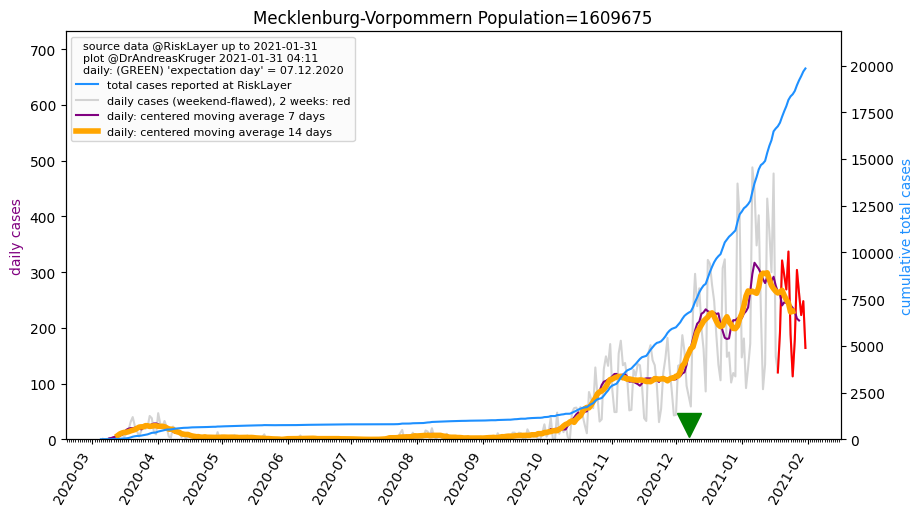 Mecklenburg-Vorpommern Population=1609675
source data @RiskLayer up to 2021-01-31
plot @DrAndreasKruger 2021-01-31 04:11
daily: (GREEN) 'expectation day' = 07.12.2020
total cases reported at RiskLayer
daily cases (weekend-flawed), 2 weeks: red
daily: centered moving average 7 days
daily: centered moving average 14 days
daily cases
700
600
500
400
300
200
100
0
cumulative total cases
20000
17500
15000
12500
10000
7500
5000
2500
0
2020-03
2020-04
2020-05
2020-06
2020-07
2020-08
2020-09
2020-10
2020-11
2020-12
2021-01
2021-02